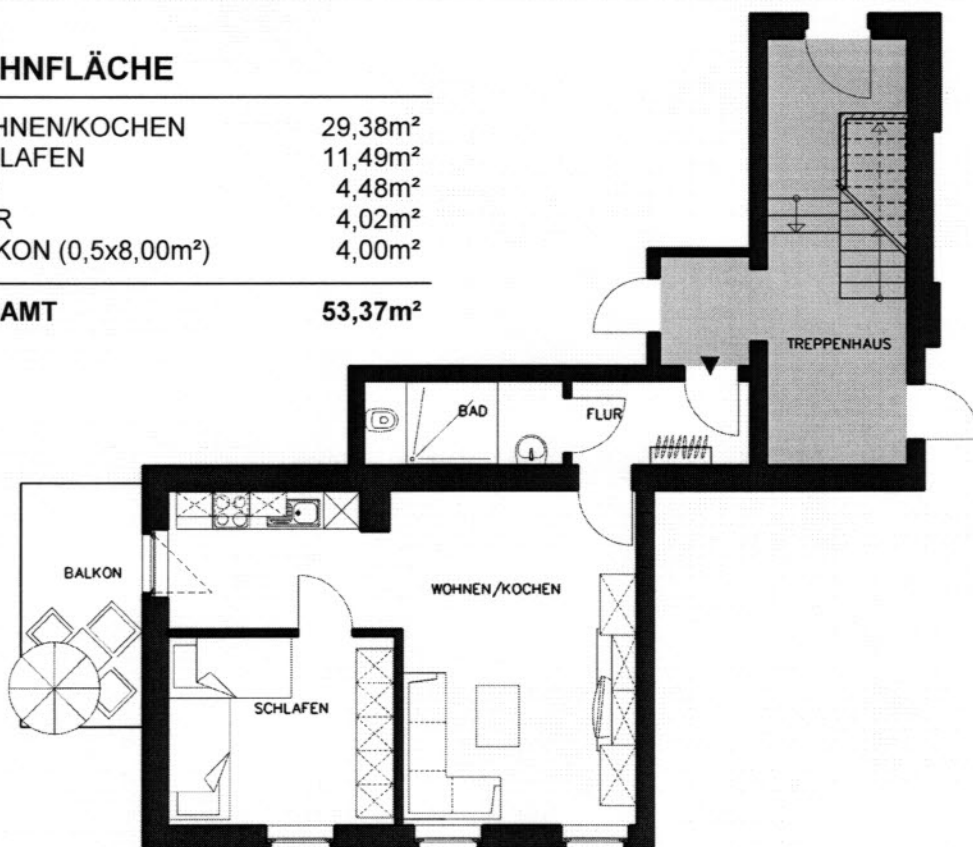 HNFLÄCHE
HNEN/KOCHEN 29,38m²
LAFEN 11,49m²
4,48m²
R 4,02m²
KON (0,5x8,00m²) 4,00m²
AMT 53,37m²
TREPPENHAUS
BAD
FLUR
BALKON
WOHNEN/KOCHEN
SCHLAFEN